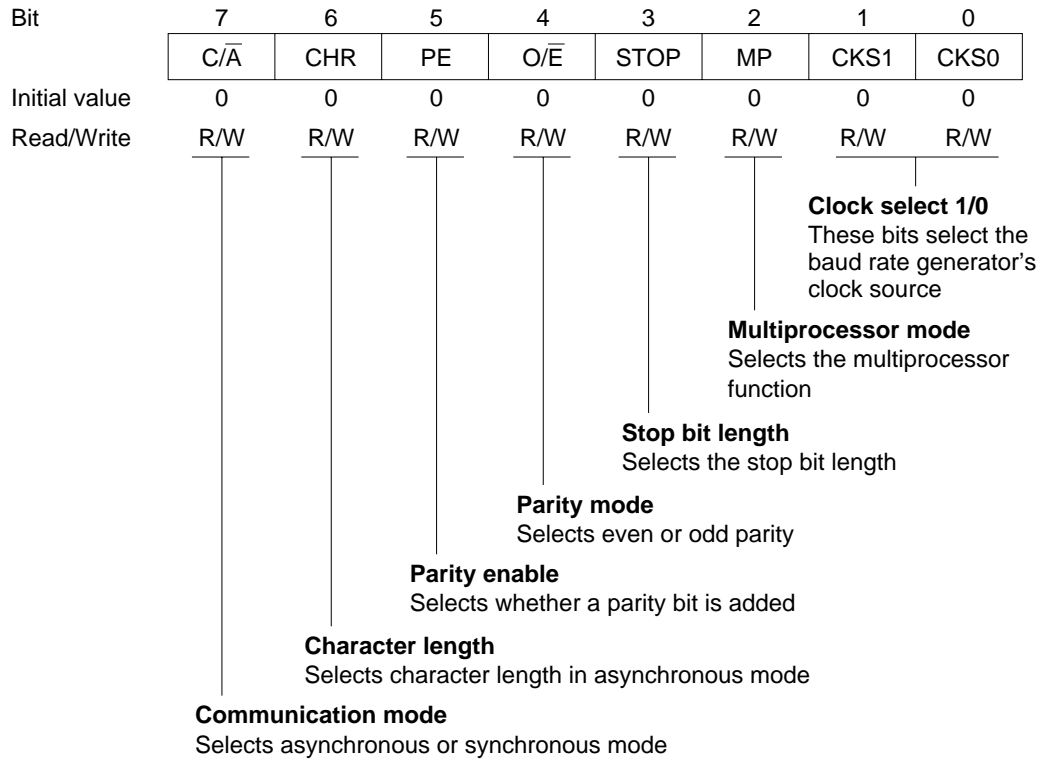 Bit 7 6 5 4 3 2 1 0
C/A̅ CHR PE O/E̅ STOP MP CKS1 CKS0
Initial value 0 0 0 0 0 0 0 0
Read/Write R/W R/W R/W R/W R/W R/W R/W R/W
Clock select 1/0
These bits select the
baud rate generator's
clock source
Multiprocessor mode
Selects the multiprocessor
function
Stop bit length
Selects the stop bit length
Parity mode
Selects even or odd parity
Parity enable
Selects whether a parity bit is added
Character length
Selects character length in asynchronous mode
Communication mode
Selects asynchronous or synchronous mode